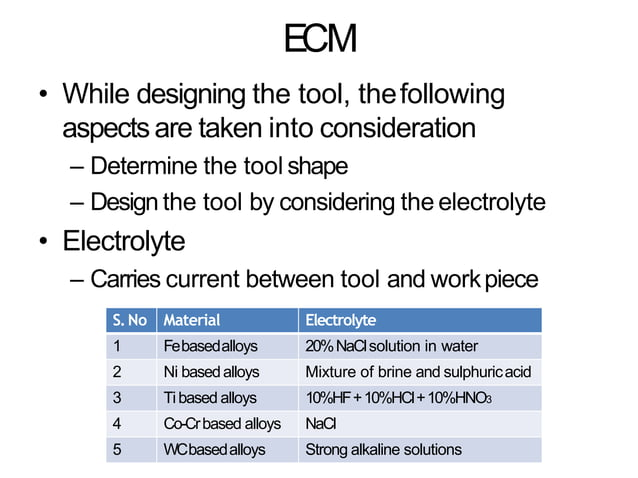 ECM
• While designing the tool, the following
aspects are taken into consideration
– Determine the tool shape
– Design the tool by considering the electrolyte
• Electrolyte
– Carries current between tool and work piece
S. No Material Electrolyte
1 Fe based alloys 20% NaCl solution in water
2 Ni based alloys Mixture of brine and sulphuric acid
3 Ti based alloys 10%HF + 10%HCl + 10%HNO3
4 Co-Cr based alloys NaCl
5 WC based alloys Strong alkaline solutions